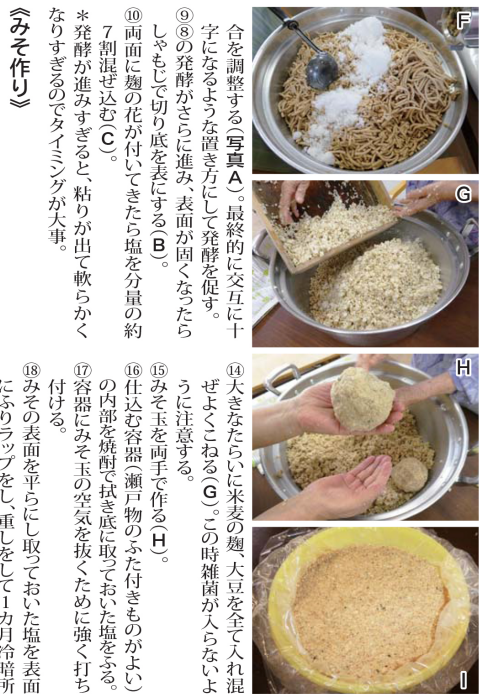 合を調整する(写真A)。最終的に交互に十
字になるような置き方にして発酵を促す。
⑨⑧の発酵がさらに進み、表面が固くなったら
しゃもじで切り底を表にする(B)。
⑩両面に麹の花が付いてきたら塩を分量の約
7割混ぜ込む(C)。
＊発酵が進みすぎると、粘りが出て軟らかく
なりすぎるのでタイミングが大事。
《みそ作り》
⑭大きなたらいに米麦の麹、大豆を全て入れ混
ぜよくこねる(G)。この時雑菌が入らないよ
うに注意する。
⑮みそ玉を両手で作る(H)。
⑯仕込む容器(瀬戸物のふた付きものがよい)
の内部を焼酎で拭き底に取っておいた塩をふる。
⑰容器にみそ玉の空気を抜くために強く打ち
付ける。
⑱みその表面を平らにし取っておいた塩を表面
にふりラップをし、重しをして1カ月冷暗所
F
G
H
I